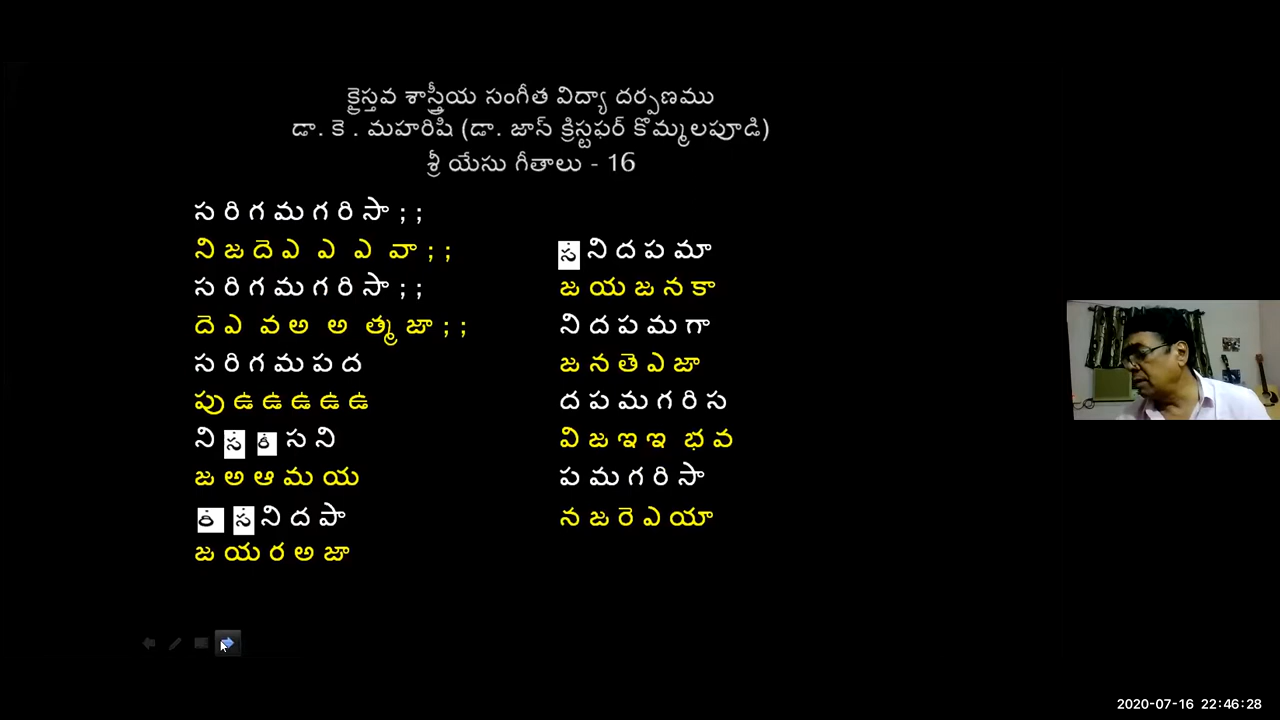 క్రైస్తవ శాస్త్రీయ సంగీత విద్యా దర్పణము
డా. కె . మహరిషి (డా. జాస్ క్రిస్టఫర్ కొమ్మలపూడి)
శ్రీ యేసు గీతాలు - 16
స రి గ మ గ రి సా ; ;
ని జ దె ఎ ఎ ఎ వా ; ;
స రి గ మ గ రి సా ; ;
దె ఎ వ అ అ త్మ జా ; ;
స రి గ మ ప ద
పు ఉ ఉ ఉ ఉ ఉ
ని స రి స ని
జ అ ఆ మ య
రి స ని ద పా
జ య ర అ జా
స ని ద ప మా
జ య జ న కా
ని ద ప మ గా
జ న తె ఎ జా
ద ప మ గ రి స
వి జ ఇ ఇ భ వ
ప మ గ రి సా
న జ రె ఎ యా
2020-07-16 22:46:28